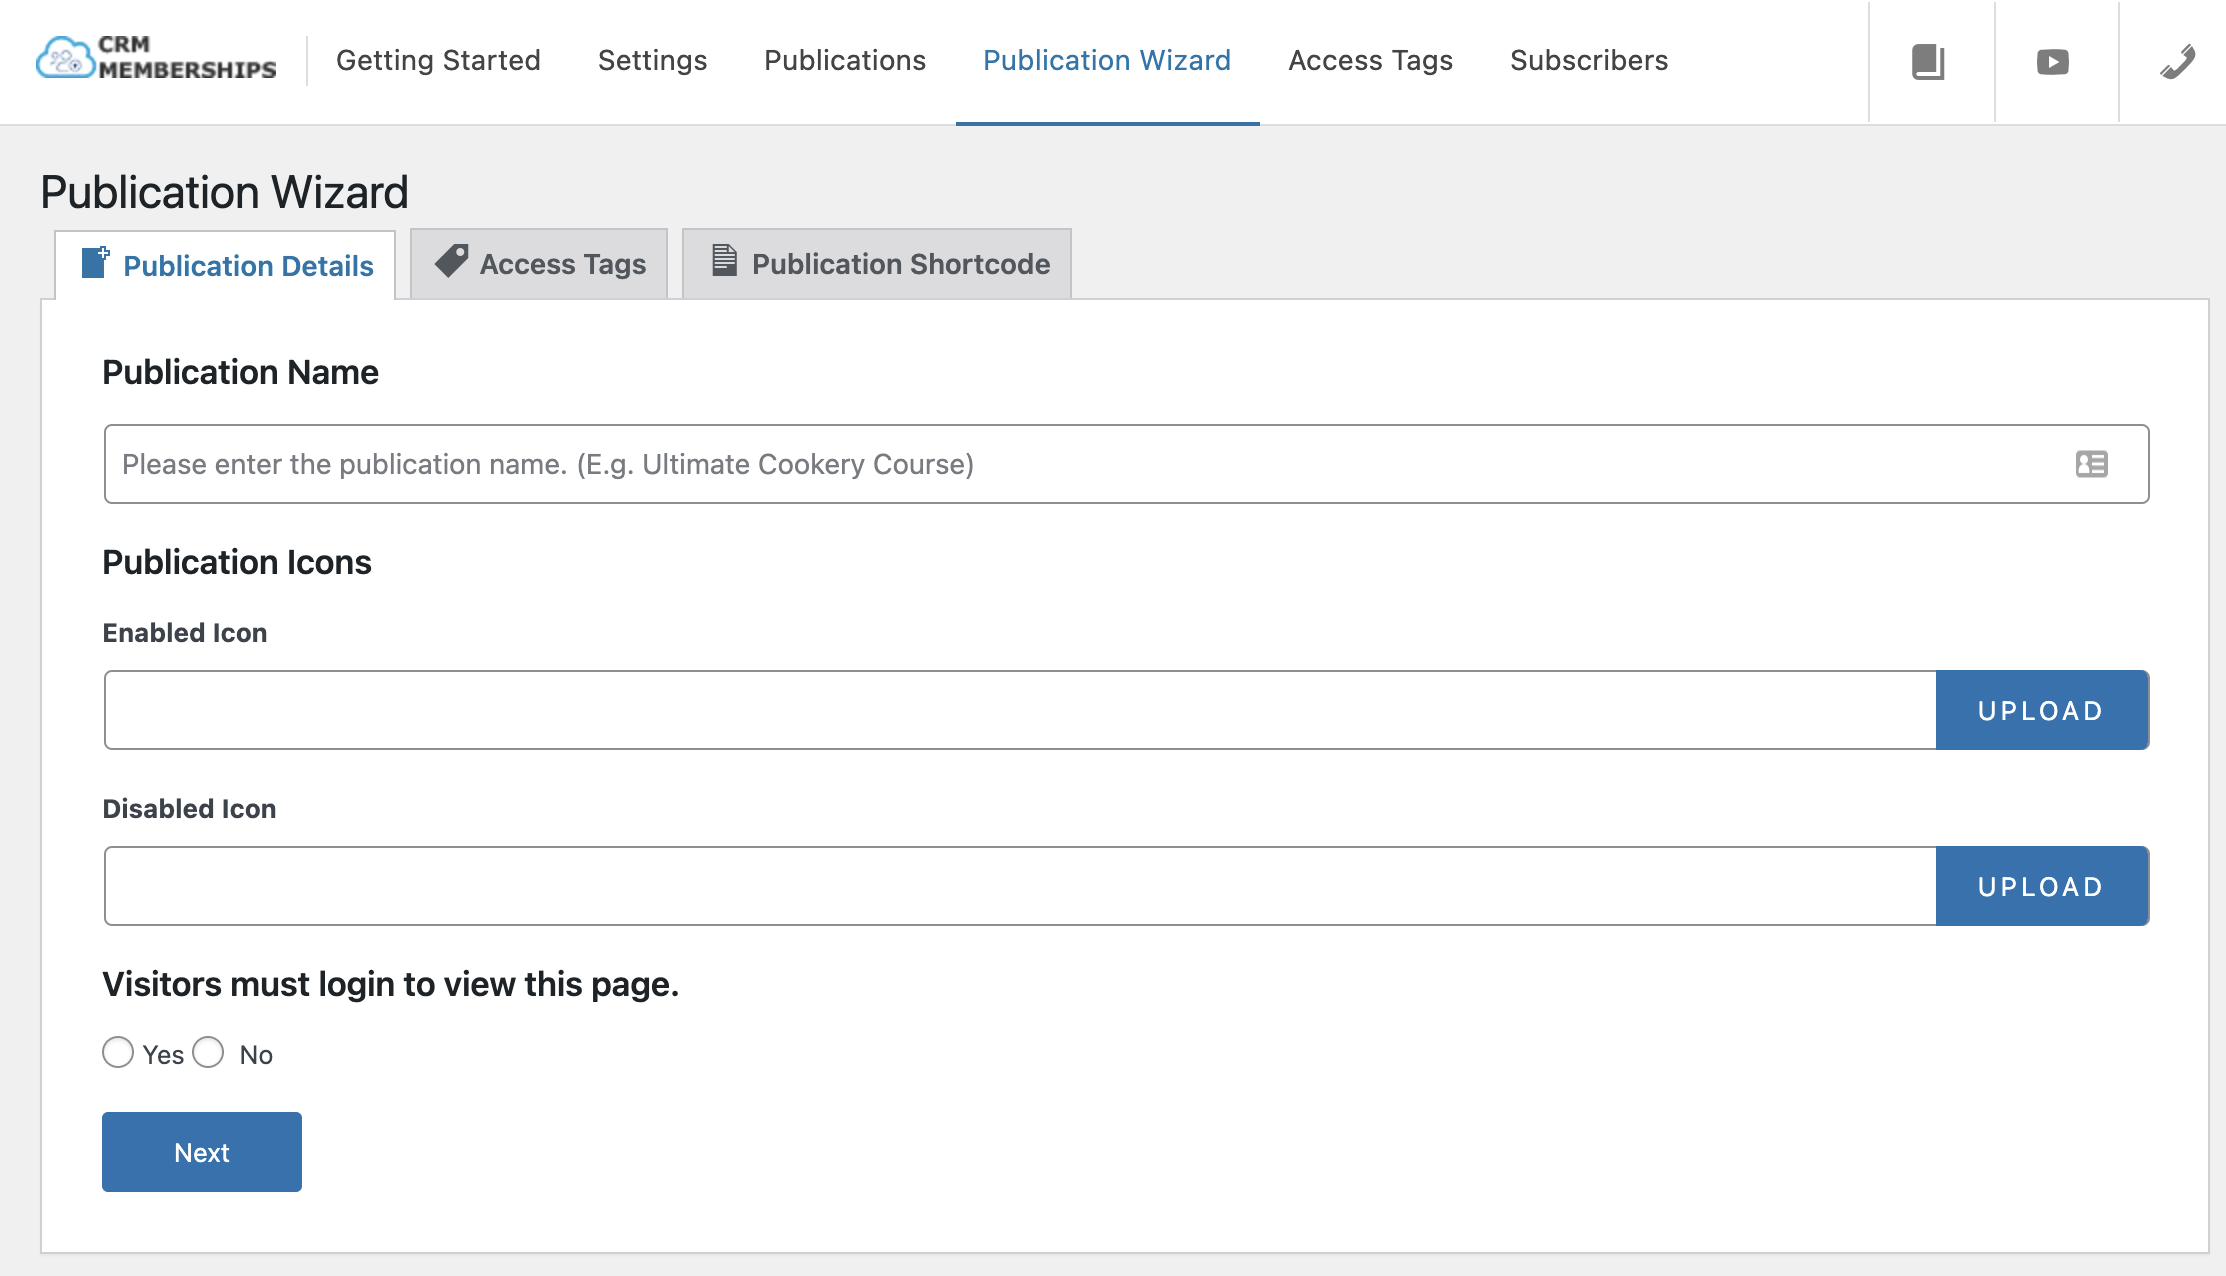 CRM
MEMBERSHIPS
Getting Started
Settings
Publications
Publication Wizard
Access Tags
Subscribers
Publication Wizard
Publication Details
Access Tags
Publication Shortcode
Publication Name
Please enter the publication name. (E.g. Ultimate Cookery Course)
Publication Icons
Enabled Icon
UPLOAD
Disabled Icon
UPLOAD
Visitors must login to view this page.
Yes No
Next